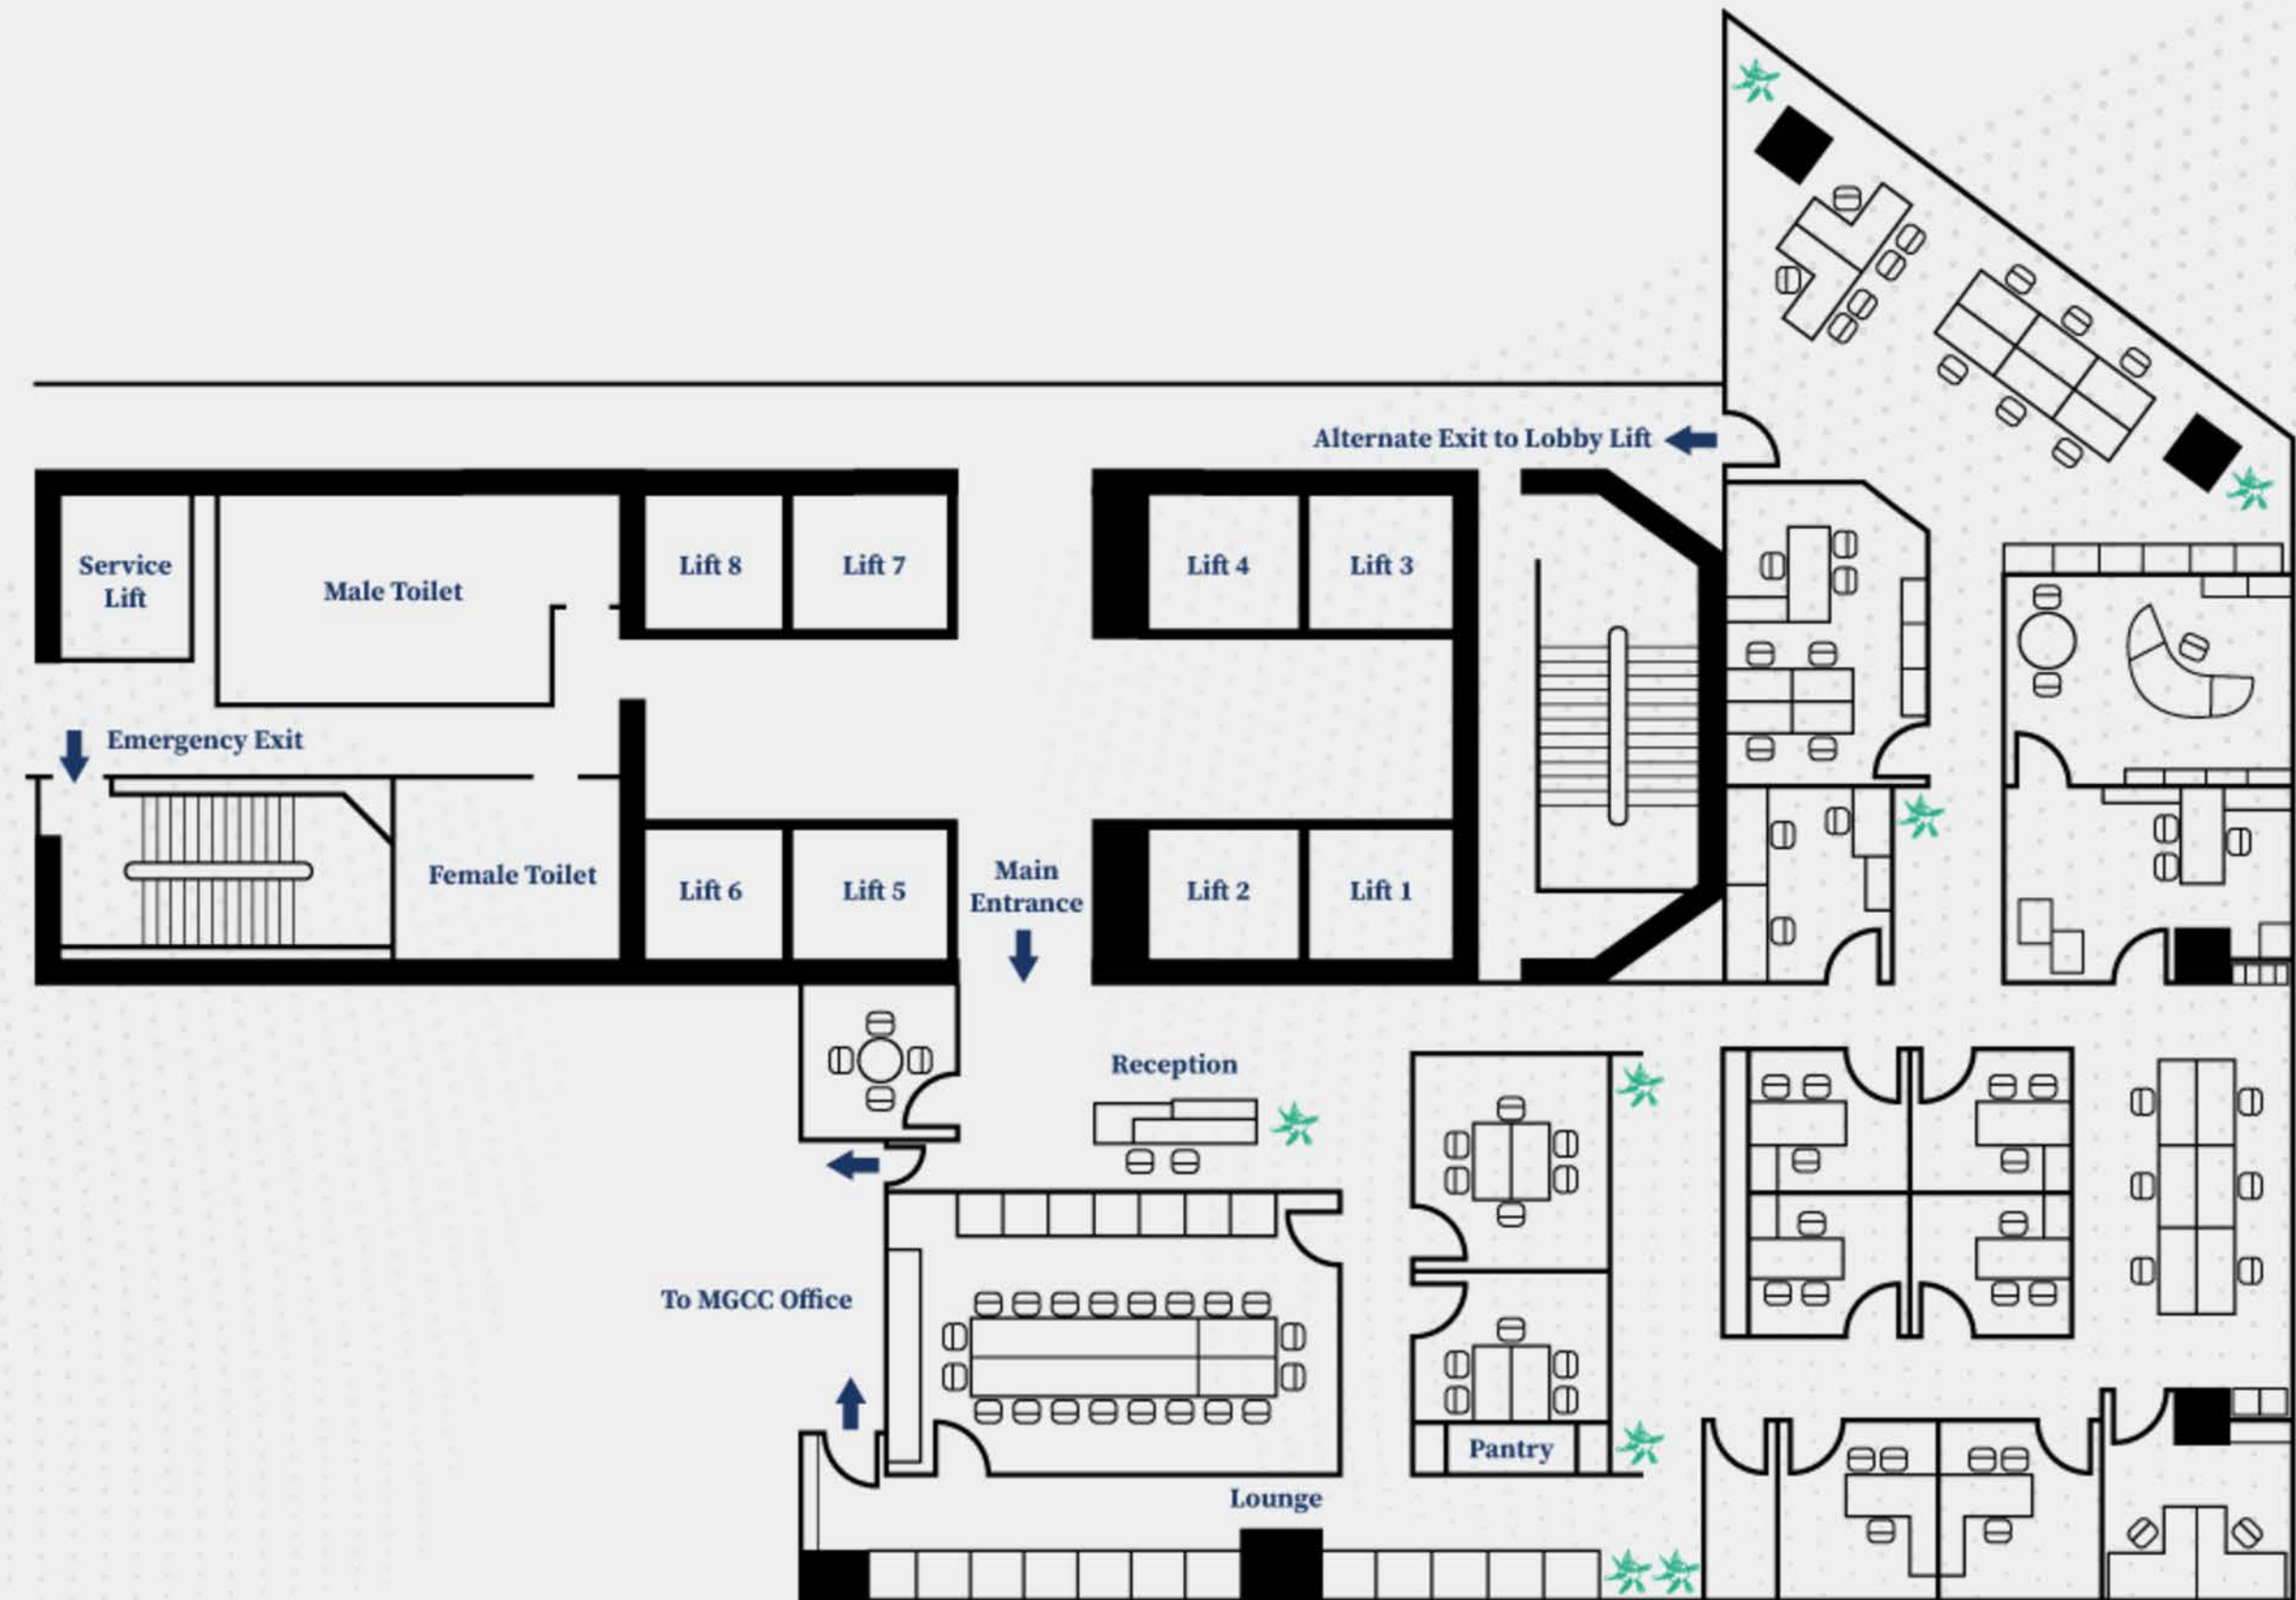 Alternate Exit to Lobby Lift
Service
Lift
Male Toilet
Lift 8
Lift 7
Lift 4
Lift 3
Emergency Exit
Female Toilet
Lift 6
Lift 5
Main
Entrance
Lift 2
Lift 1
Reception
To MGCC Office
Pantry
Lounge